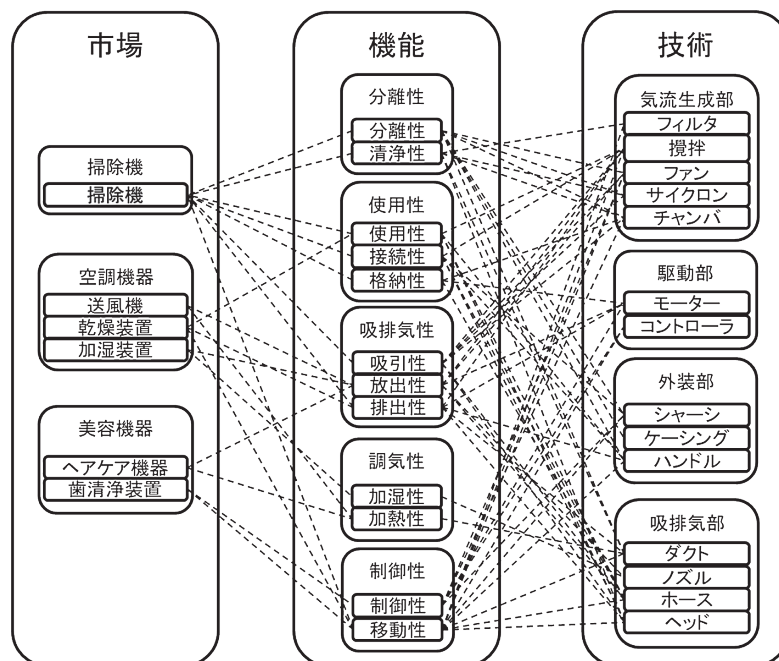 市場
掃除機
掃除機
空調機器
送風機
乾燥装置
加湿装置
美容機器
ヘアケア機器
歯清浄装置
機能
分離性
分離性
清浄性
使用性
使用性
接続性
格納性
吸排気性
吸引性
放出性
排出性
調気性
加湿性
加熱性
制御性
制御性
移動性
技術
気流生成部
フィルタ
攪拌
ファン
サイクロン
チャンバ
駆動部
モーター
コントローラ
外装部
シャーシ
ケーシング
ハンドル
吸排気部
ダクト
ノズル
ホース
ヘッド